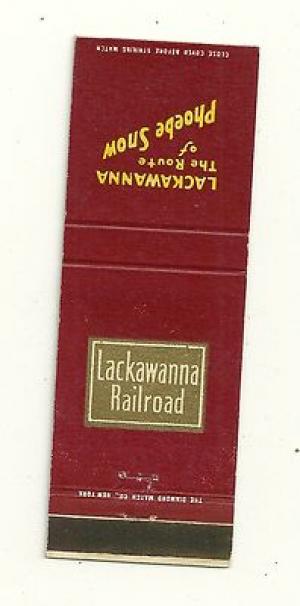 CLOSE COVER BEFORE STRIKING MATCH
LACKAWANNA
The Route
of
Phoebe Snow
Lackawanna
Railroad
THE DIAMOND MATCH CO., NEW YORK